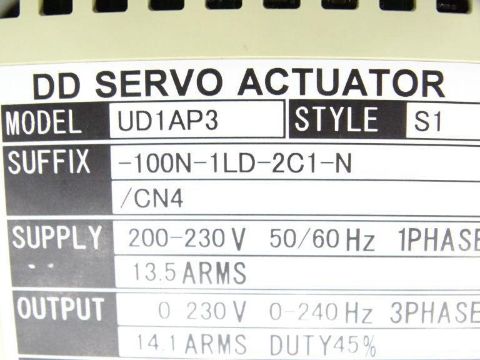 DD SERVO ACTUATOR
MODEL UD1AP3 STYLE S1
SUFFIX -100N-1LD-2C1-N
/CN4
SUPPLY 200-230V 50/60Hz 1PHASE
13.5ARMS
OUTPUT 0 230V 0-240Hz 3PHASE
14.1ARMS DUTY45%